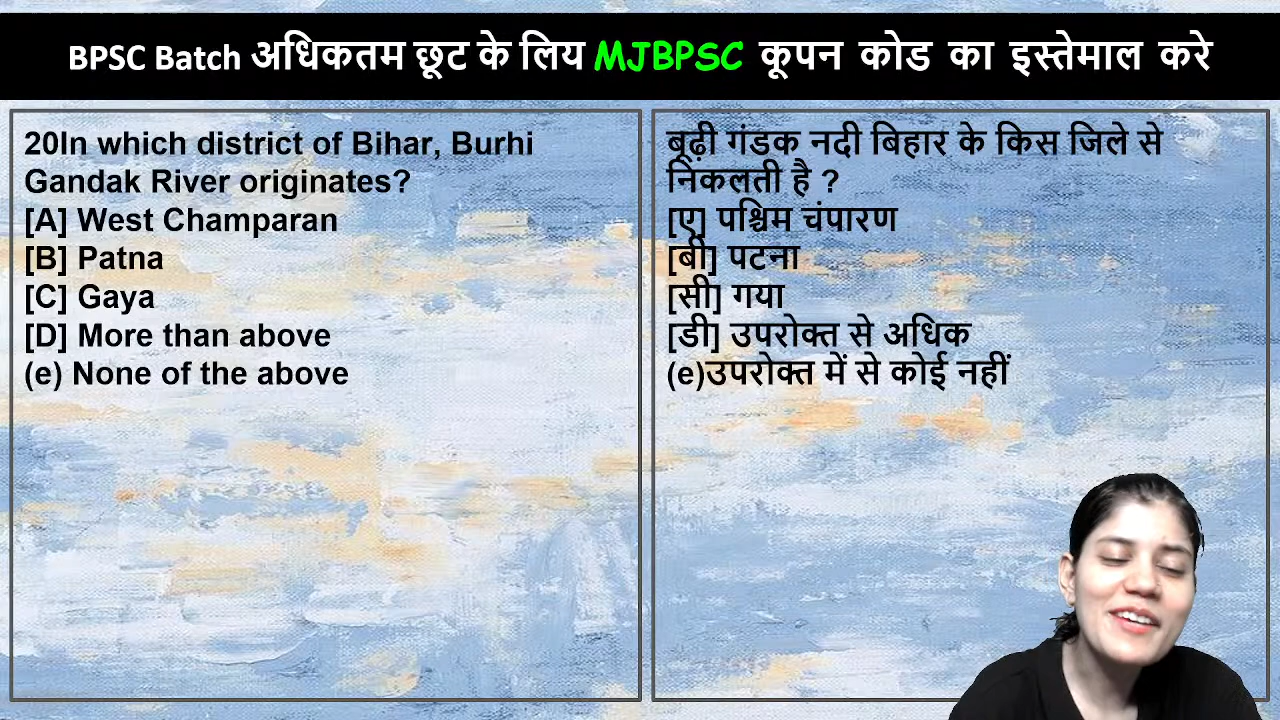 BPSC Batch अधिकतम छूट के लिय MJBPSC कूपन कोड का इस्तेमाल करे
20In which district of Bihar, Burhi
Gandak River originates?
[A] West Champaran
[B] Patna
[C] Gaya
[D] More than above
(e) None of the above
बूढ़ी गंडक नदी बिहार के किस जिले से
निकलती है ?
[ए] पश्चिम चंपारण
[बी] पटना
[सी] गया
[डी] उपरोक्त से अधिक
(e)उपरोक्त में से कोई नहीं